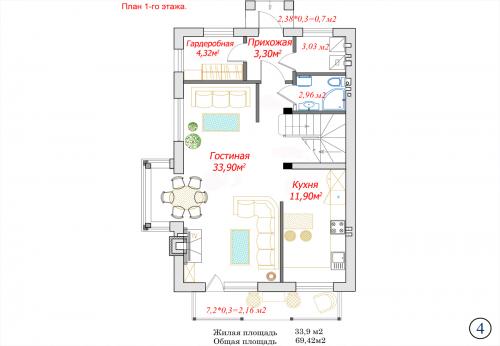 План 1-го этажа.
2,38*0,3=0,7м2
Гардеробная
4,32м²
Прихожая
3,30м²
3,03 м2
2,96 м2
Гостиная
33,90м²
Кухня
11,90м²
7,2*0,3=2,16 м2
Жилая площадь 33,9 м2
Общая площадь 69,42м2
4